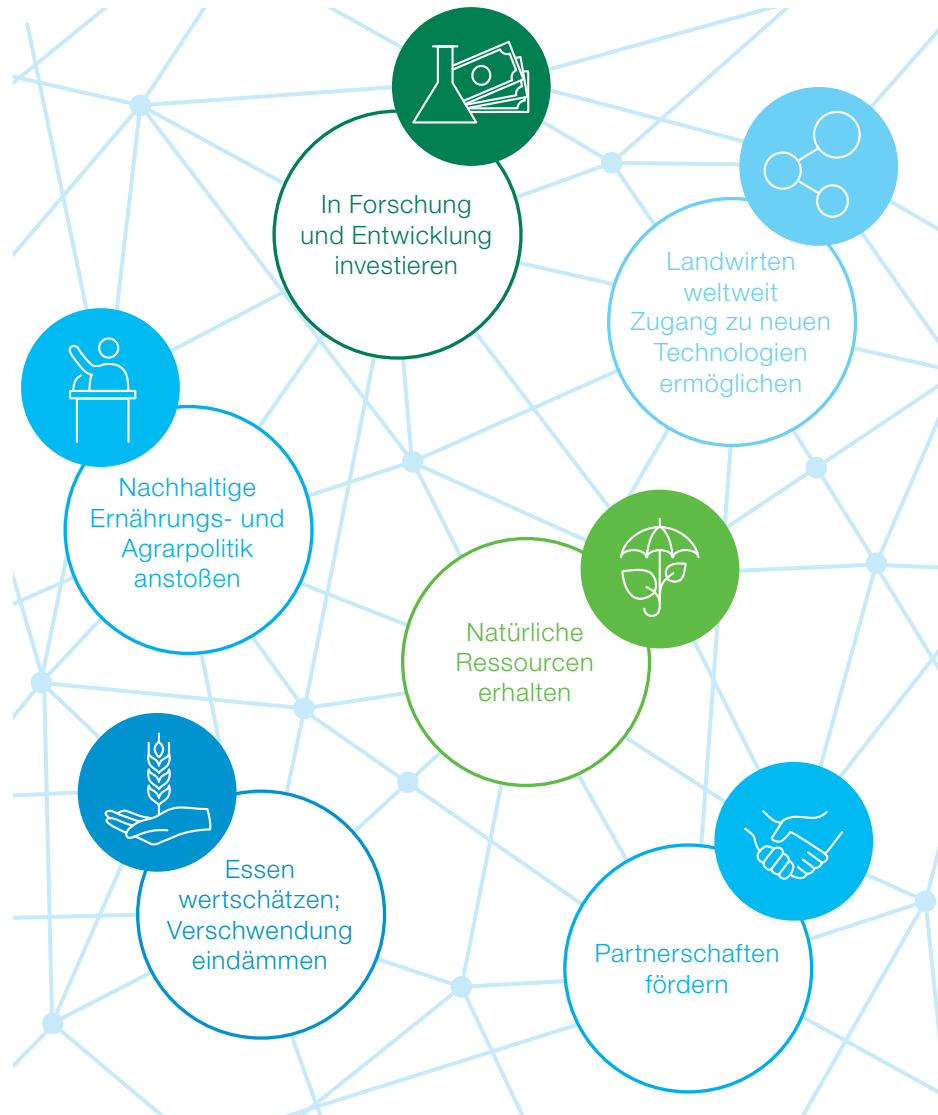 In Forschung
und Entwicklung
investieren
Landwirten
weltweit
Zugang zu neuen
Technologien
ermöglichen
Nachhaltige
Ernährungs- und
Agrarpolitik
anstoßen
Natürliche
Ressourcen
erhalten
Essen
wertschätzen;
Verschwendung
eindämmen
Partnerschaften
fördern